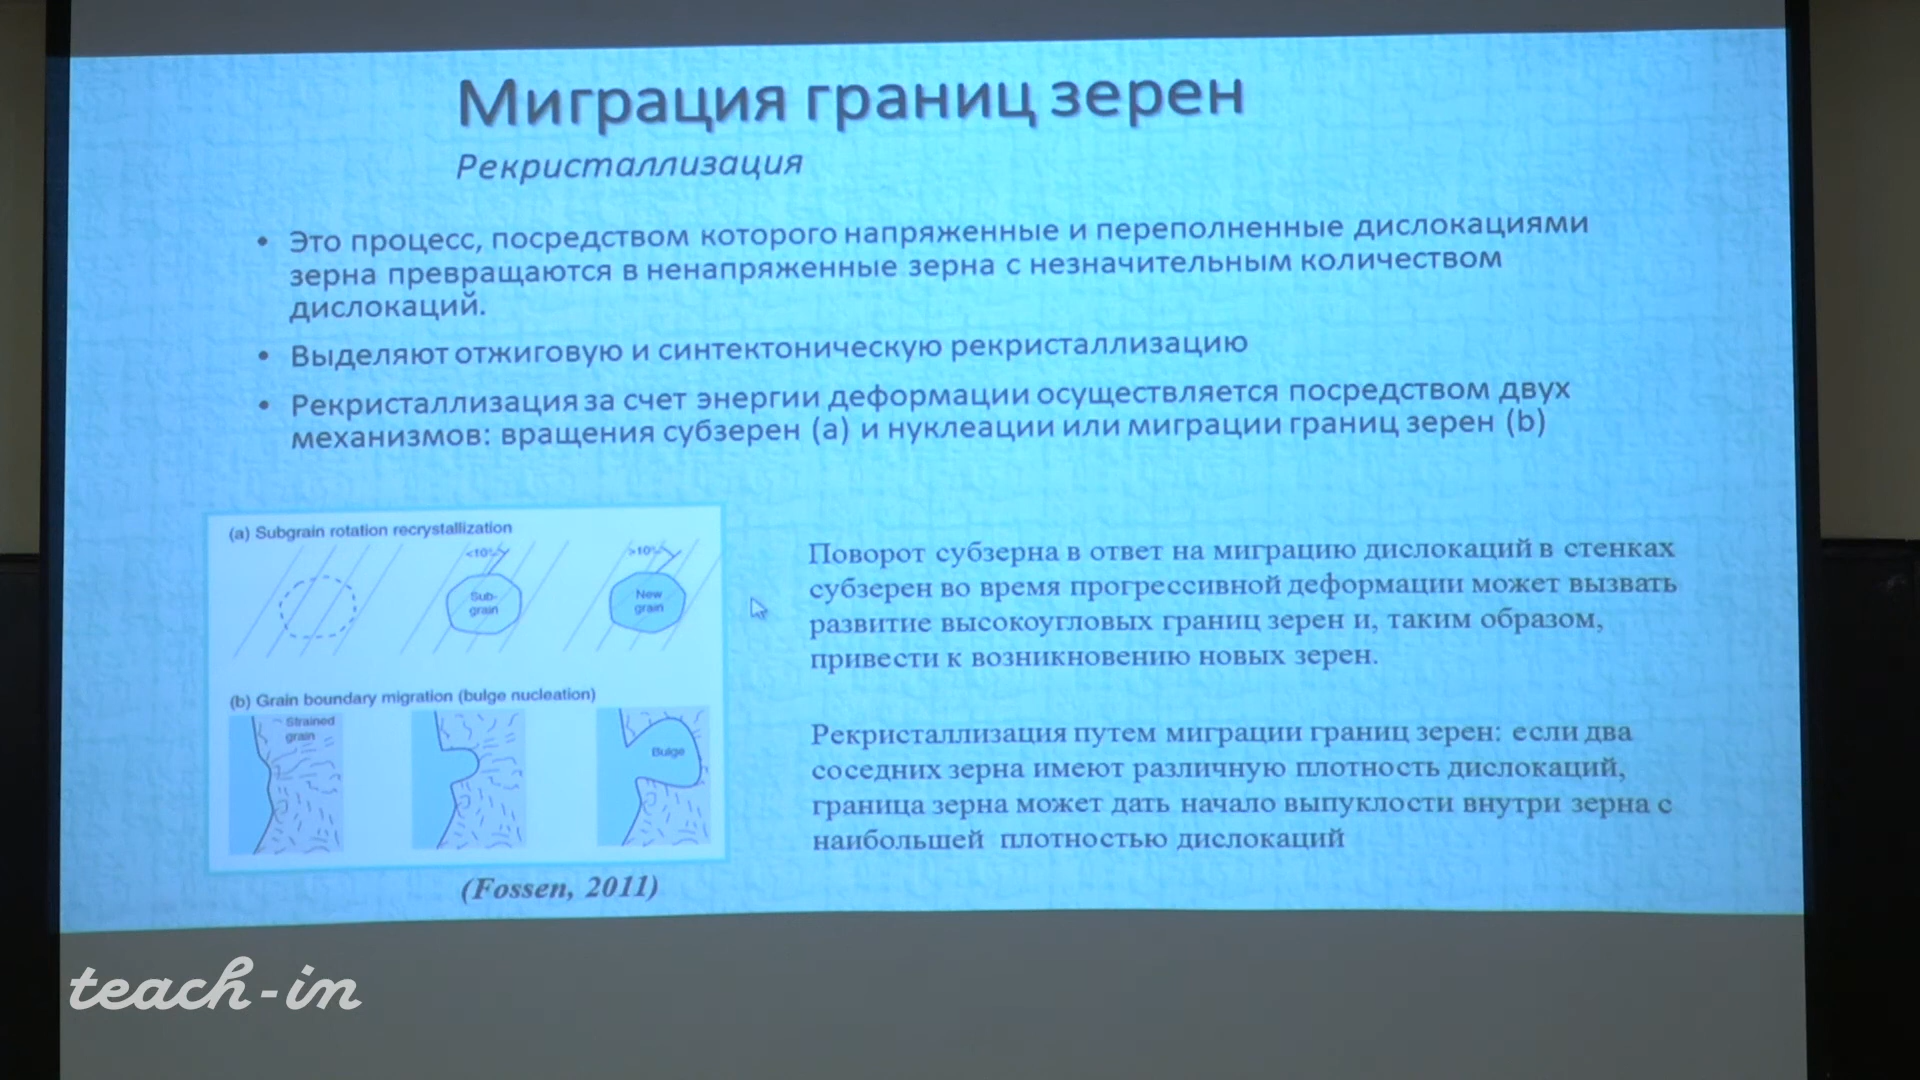 Миграция границ зерен
Рекристаллизация
• Это процесс, посредством которого напряженные и переполненные дислокациями
зерна превращаются в ненапряженные зерна с незначительным количеством
дислокаций.
• Выделяют отжиговую и синтектоническую рекристаллизацию
• Рекристаллизация за счет энергии деформации осуществляется посредством двух
механизмов: вращения субзерен (a) и нуклеации или миграции границ зерен (b)
(a) Subgrain rotation recrystallization
<10°
>10°
Sub-
grain
New
grain
(b) Grain boundary migration (bulge nucleation)
Strained
grain
Bulge
(Fossen, 2011)
Поворот субзерна в ответ на миграцию дислокаций в стенках
субзерен во время прогрессивной деформации может вызвать
развитие высокоугловых границ зерен и, таким образом,
привести к возникновению новых зерен.
Рекристаллизация путем миграции границ зерен: если два
соседних зерна имеют различную плотность дислокаций,
граница зерна может дать начало выпуклости внутри зерна с
наибольшей плотностью дислокаций
teach-in